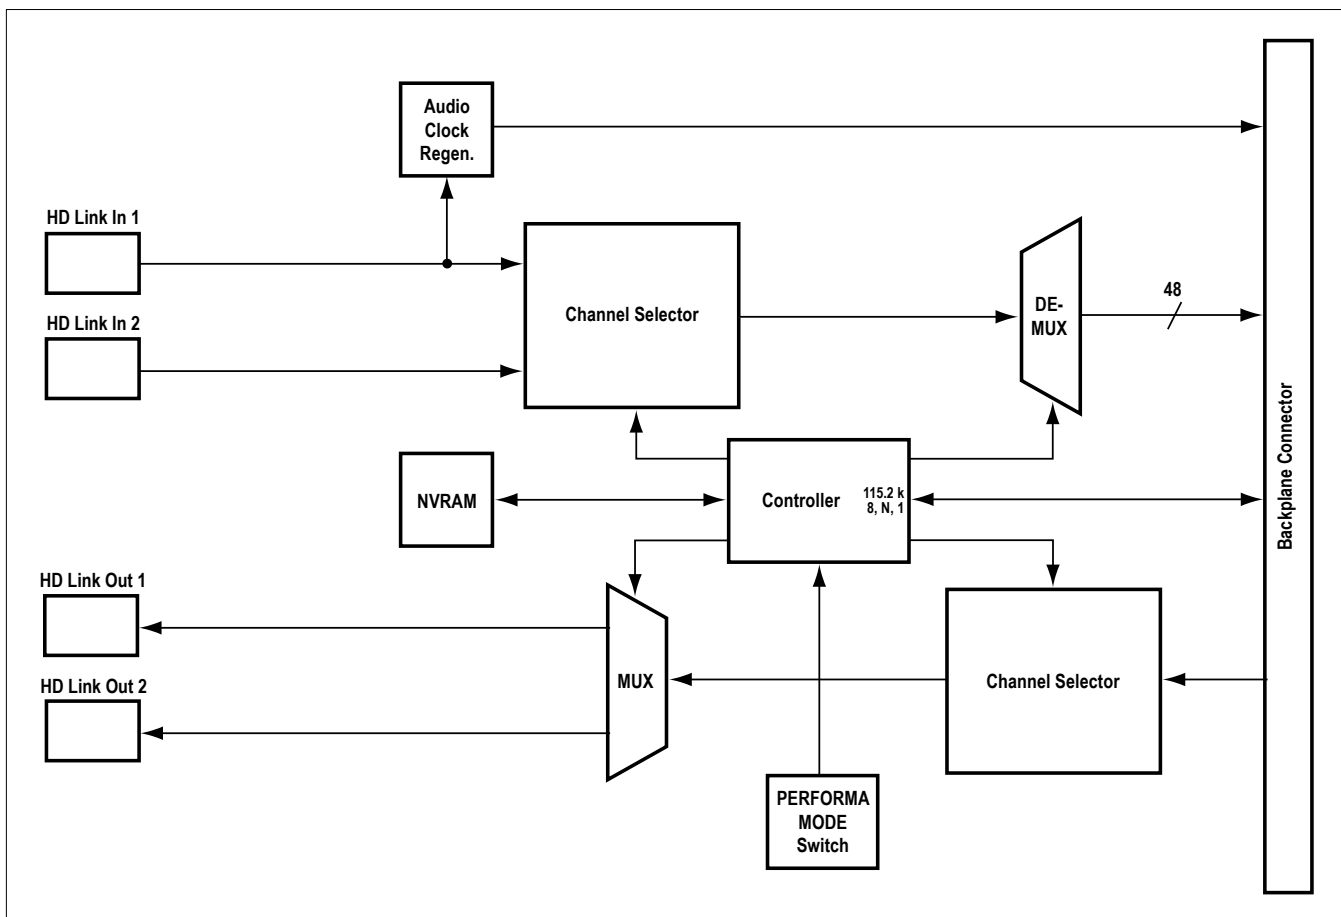 Audio
Clock
Regen.
HD Link In 1
HD Link In 2
Channel Selector
DE-
MUX
48
Backplane Connector
NVRAM
Controller
115.2 k
8, N, 1
HD Link Out 1
HD Link Out 2
MUX
Channel Selector
PERFORMA
MODE
Switch